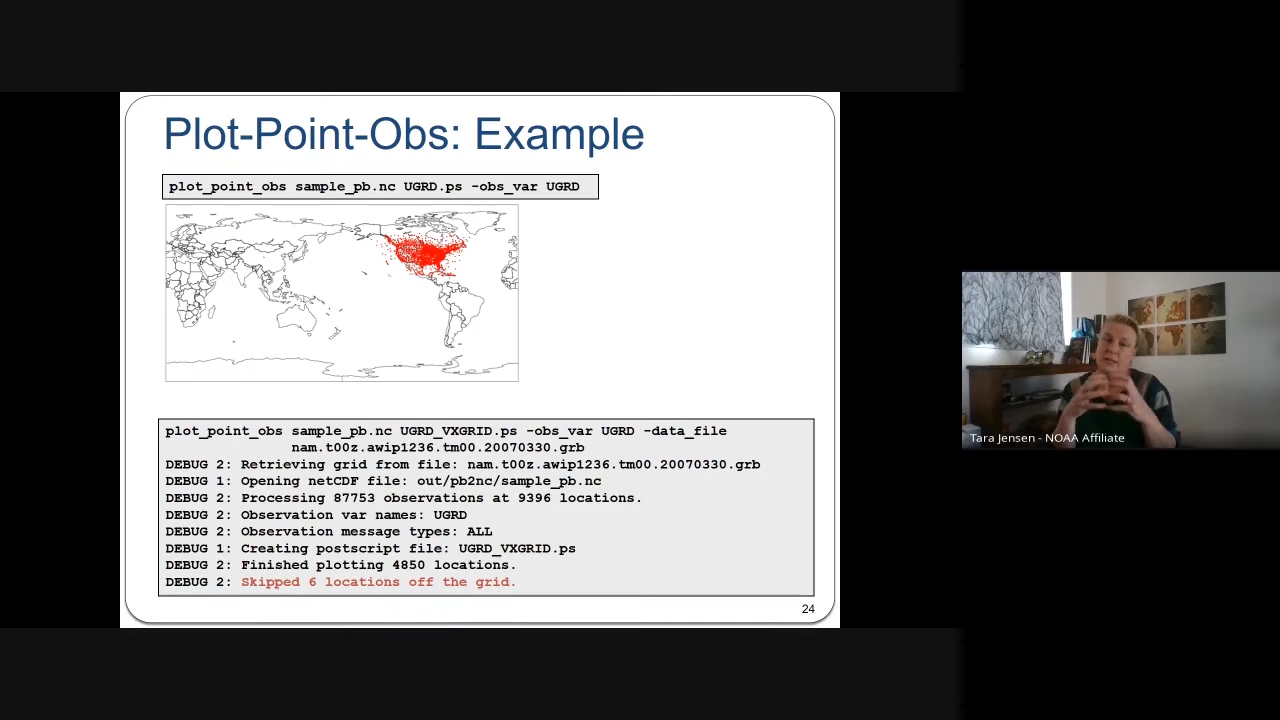 Plot-Point-Obs: Example
plot_point_obs sample_pb.nc UGRD.ps -obs_var UGRD
plot_point_obs sample_pb.nc UGRD_VXGRID.ps -obs_var UGRD -data_file
nam.t00z.awip1236.tm00.20070330.grb
DEBUG 2: Retrieving grid from file: nam.t00z.awip1236.tm00.20070330.grb
DEBUG 1: Opening netCDF file: out/pb2nc/sample_pb.nc
DEBUG 2: Processing 87753 observations at 9396 locations.
DEBUG 2: Observation var names: UGRD
DEBUG 2: Observation message types: ALL
DEBUG 1: Creating postscript file: UGRD_VXGRID.ps
DEBUG 2: Finished plotting 4850 locations.
DEBUG 2: Skipped 6 locations off the grid.
24
Tara Jensen - NOAA Affiliate